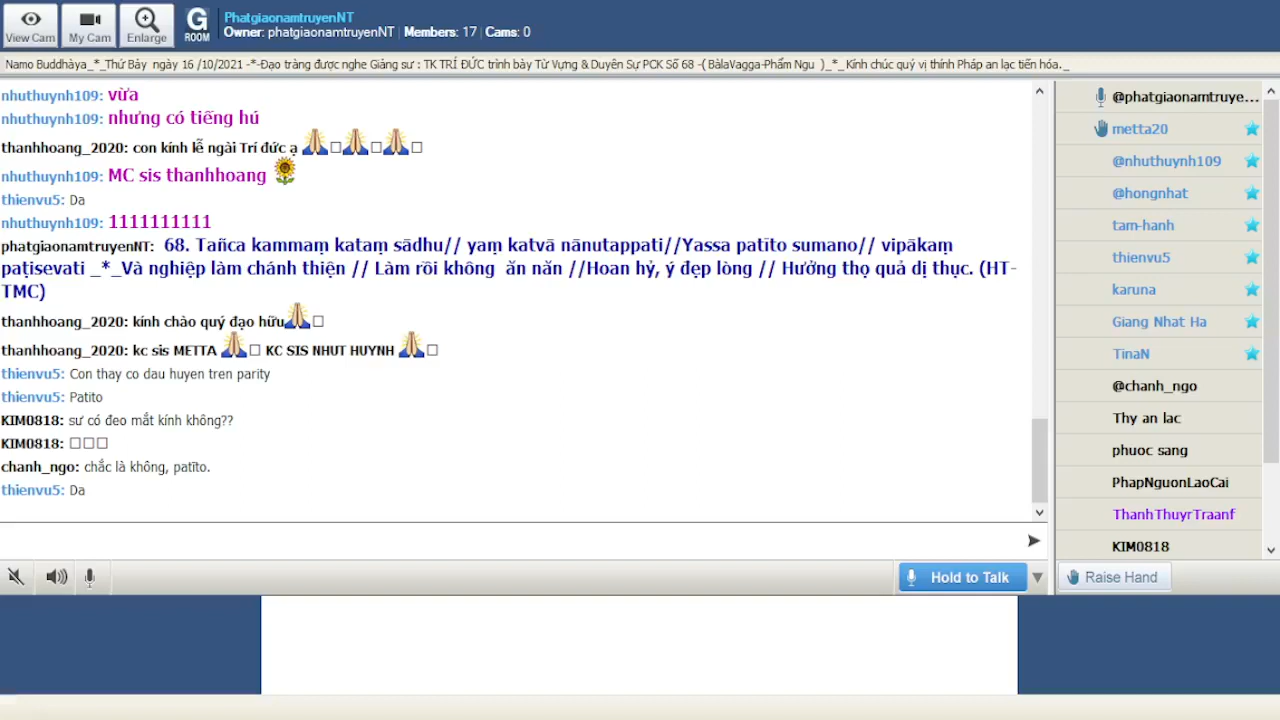 View Cam
My Cam
Enlarge
G
ROOM
PhatgiaonamtruyenNT
Owner: phatgiaonamtruyenNT | Members: 17 | Cams: 0
Namo Buddhàya_*_Thứ Bảy ngày 16 /10/2021 -*-Đạo tràng được nghe Giảng sư : TK TRÍ ĐỨC trình bày Từ Vựng & Duyên Sự PCK Số 68 -( BàlaVagga-Phẩm Ngu )_*_ Kính chúc quý vị thính Pháp an lạc tiến hóa._
nhuthuynh109: vừa
nhuthuynh109: nhưng có tiếng hú
thanhhoang_2020: con kính lễ ngài Trí đức ạ 🙏□🙏□🙏□
nhuthuynh109: MC sis thanhhoang 🌻
thienvu5: Da
nhuthuynh109: 1111111111
phatgiaonamtruyenNT: 68. Tañca kammaṃ kataṃ sādhu// yaṃ katvā nānutappati//Yassa patīto sumano// vipākaṃ
paṭisevati _*_Và nghiệp làm chánh thiện // Làm rồi không ăn năn //Hoan hỷ, ý đẹp lòng // Hưởng thọ quả dị thục. (HT-
TMC)
thanhhoang_2020: kính chào quý đạo hữu🙏□
thanhhoang_2020: kc sis METTA 🙏□ KC SIS NHUT HUYNH 🙏□
thienvu5: Con thay co dau huyen tren parity
thienvu5: Patito
KIM0818: sư có đeo mắt kính không??
KIM0818: □□□
chanh_ngo: chắc là không, patīto.
thienvu5: Da
Hold to Talk
@phatgiaonamtruye...
metta20
@nhuthuynh109
@hongnhat
tam-hanh
thienvu5
karuna
Giang Nhat Ha
TinaN
@chanh_ngo
Thy an lac
phuoc sang
PhapNguonLaoCai
ThanhThuyrTraanf
KIM0818
Raise Hand